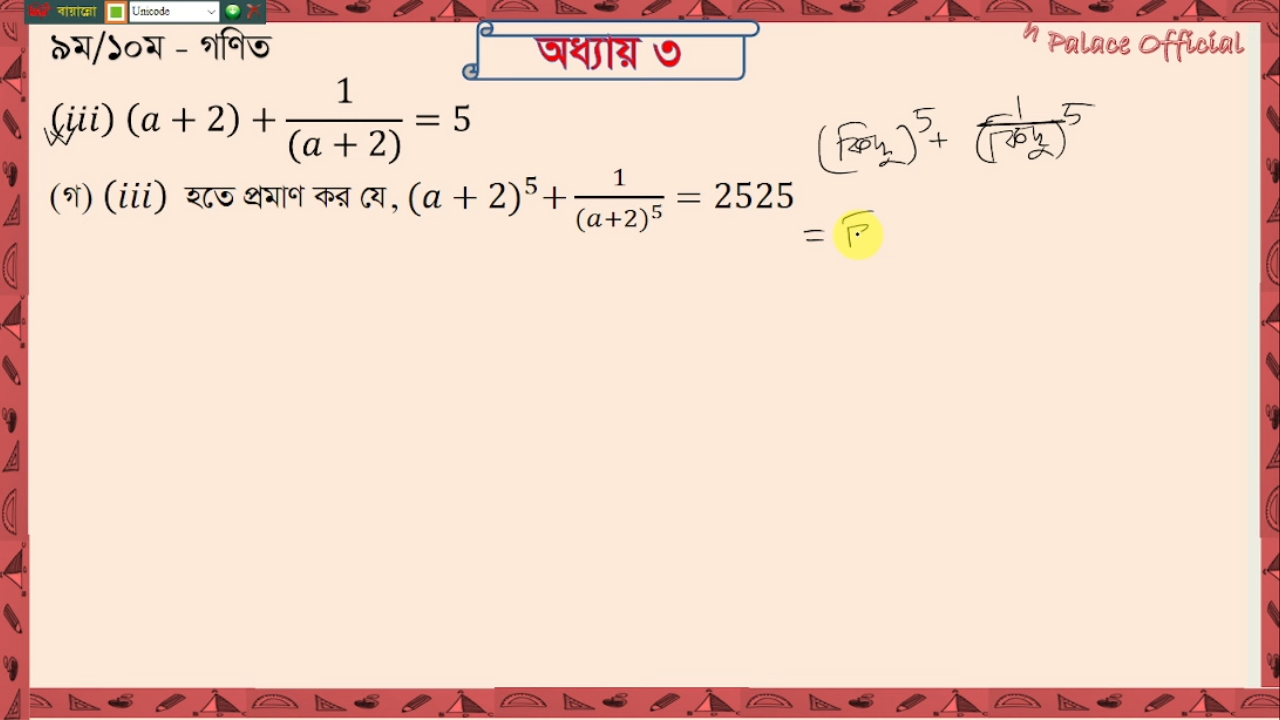 বায়ান্নো Unicode
৯ম/১০ম - গণিত
অধ্যায় ৩
Palace Official
(iii) (a + 2) + 1/(a + 2) = 5
(কিছু)^5 + 1/(কিছু)^5
(গ) (iii) হতে প্রমাণ কর যে, (a + 2)^5 + 1/(a+2)^5 = 2525
=